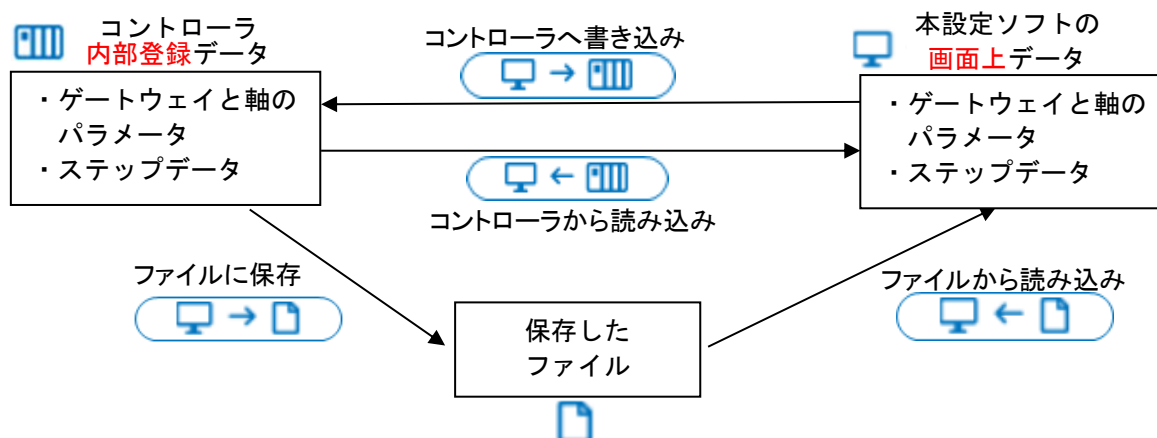 コントローラ
内部登録データ
・ゲートウェイと軸の
パラメータ
・ステップデータ
コントローラへ書き込み
コントローラから読み込み
本設定ソフトの
画面上データ
・ゲートウェイと軸の
パラメータ
・ステップデータ
ファイルに保存
保存した
ファイル
ファイルから読み込み